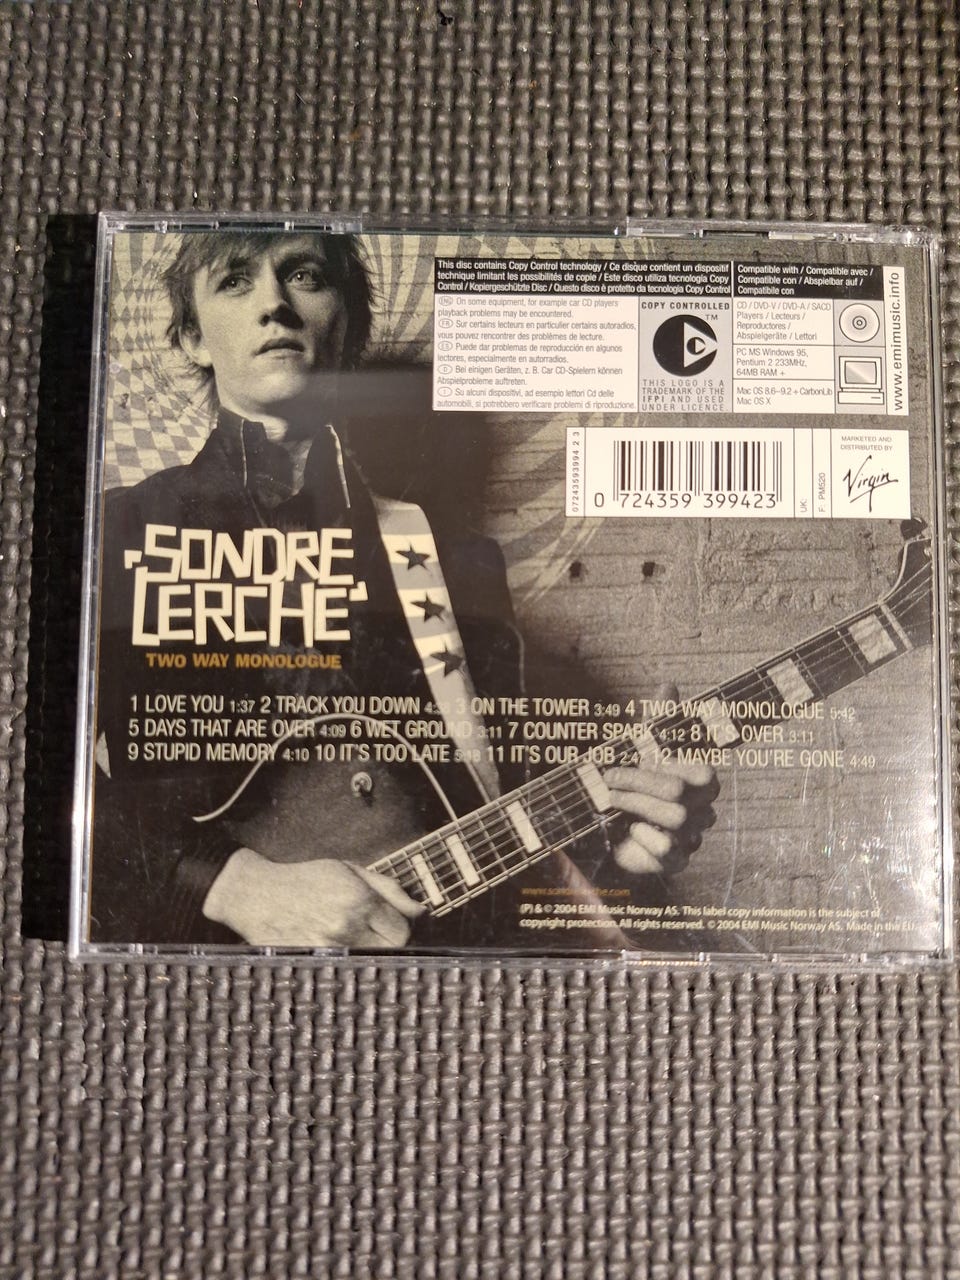 This disc contains Copy Control technology / Ce disque contient un dispositif
technique limitant les possibilités de copie / Este disco utiliza tecnología Copy
Control / Kopiergeschützte Disc / Questo disco è protetto da tecnologia Copy Control
EN On some equipment, for example car CD players
playback problems may be encountered.
FR Sur certains lecteurs en particulier certains autoradios,
vous pouvez rencontrer des problèmes de lecture.
ES Puede dar problemas de reproducción en algunos
lectores, especialmente en autorradios.
D Bei einigen Geräten, z. B. Car CD-Spielern können
Abspielprobleme auftreten.
I Su alcuni dispositivi, ad esempio lettori Cd delle
automobili, si potrebbero verificare problemi di riproduzione.
COPY CONTROLLED
TM
C
THIS LOGO IS A
TRADEMARK OF THE
IFPI AND USED
UNDER LICENCE.
Compatible with / Compatible avec /
Compatible con / Abspielbar auf /
Compatibile con
CD / DVD-V / DVD-A / SACD
Players / Lecteurs /
Reproductores /
Abspielgeräte / Lettori
PC MS Windows 95,
Pentium 2 233MHz,
64MB RAM +
Mac OS 8.6–9.2 + CarbonLib
Mac OS X
www.emimusic.info
07243593994 2 3
0 724359 399423
UK:
F: PM520
MARKETED AND
DISTRIBUTED BY
Virgin
SONDRE
LERCHE
TWO WAY MONOLOGUE
1 LOVE YOU 1:37 2 TRACK YOU DOWN 3 ON THE TOWER 3:49 4 TWO WAY MONOLOGUE 5:42
5 DAYS THAT ARE OVER 4:09 6 WET GROUND 3:11 7 COUNTER SPARK 4:12 8 IT'S OVER 3:11
9 STUPID MEMORY 4:10 10 IT'S TOO LATE 5:18 11 IT'S OUR JOB 2:47 12 MAYBE YOU'RE GONE 4:49
www.sondrelerche.com
(P) & © 2004 EMI Music Norway AS. This label copy information is the subject of
copyright protection. All rights reserved. © 2004 EMI Music Norway AS. Made in the EU.